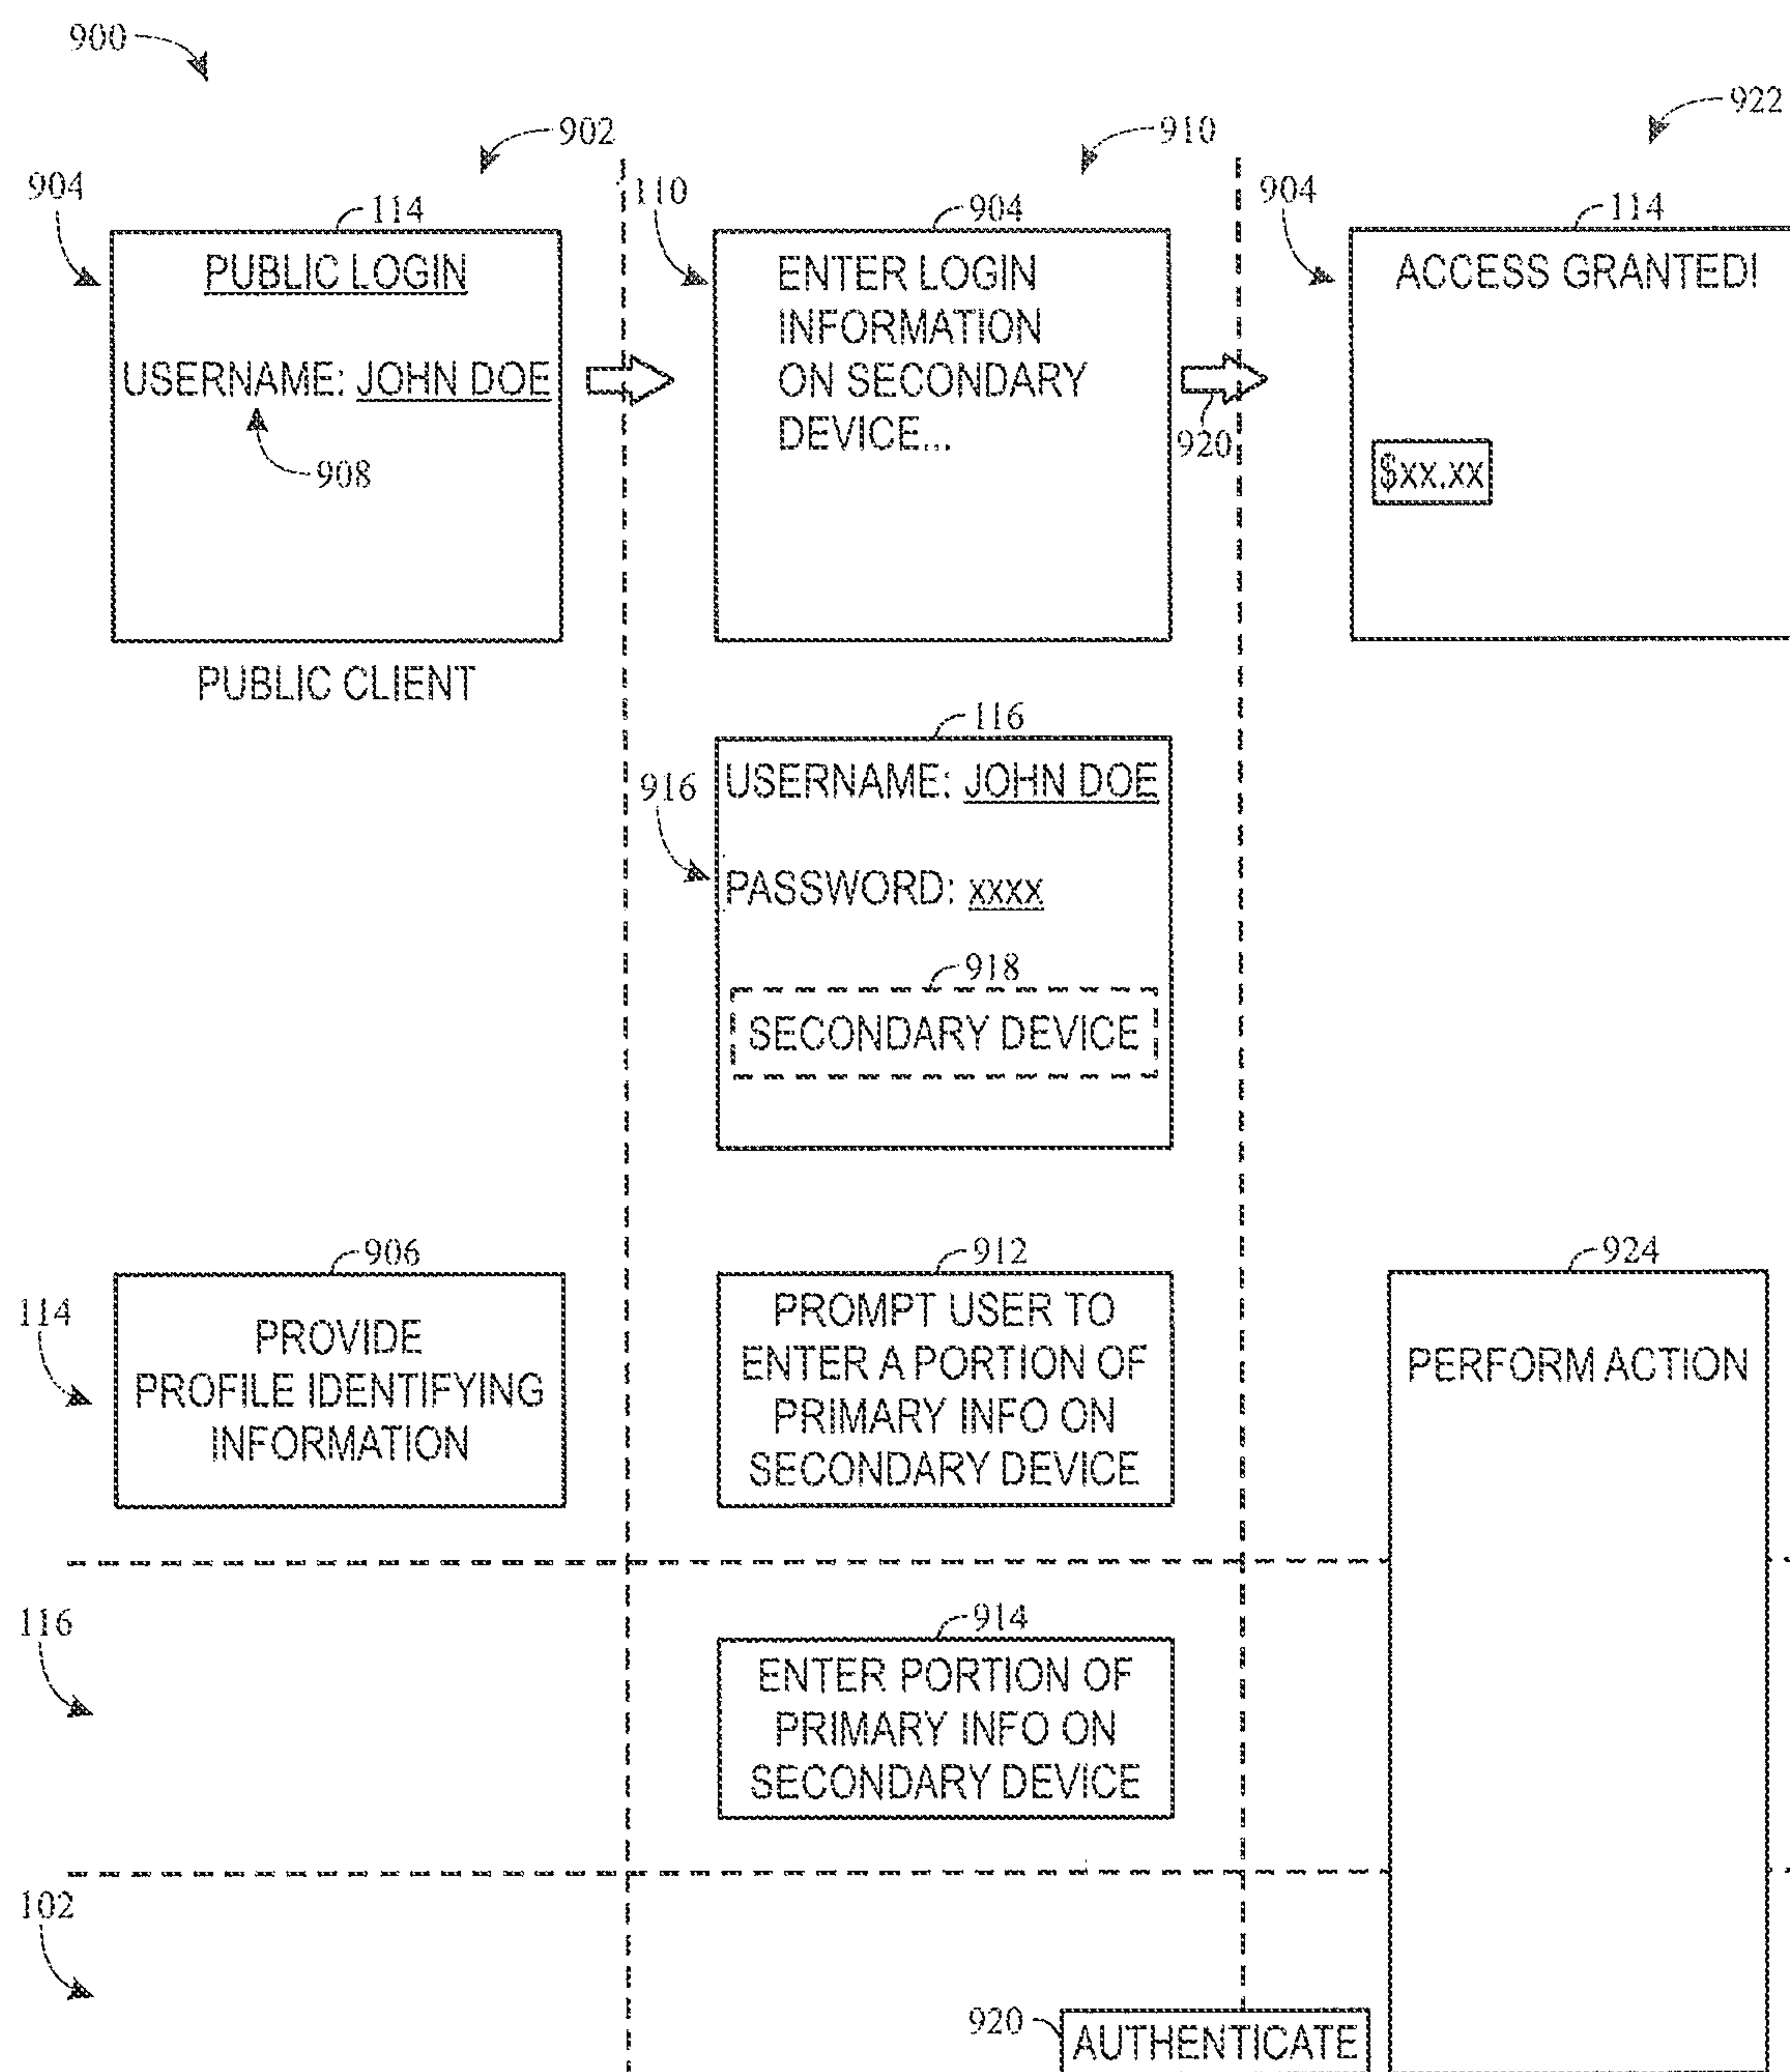 900
902
910
922
904
114
110
904
904
114
PUBLIC LOGIN
USERNAME: JOHN DOE
908
PUBLIC CLIENT
ENTER LOGIN
INFORMATION
ON SECONDARY
DEVICE...
920
ACCESS GRANTED!
$xx.xx
116
916
USERNAME: JOHN DOE
PASSWORD: xxxx
918
SECONDARY DEVICE
114
906
PROVIDE
PROFILE IDENTIFYING
INFORMATION
912
PROMPT USER TO
ENTER A PORTION OF
PRIMARY INFO ON
SECONDARY DEVICE
924
PERFORM ACTION
116
914
ENTER PORTION OF
PRIMARY INFO ON
SECONDARY DEVICE
102
920
AUTHENTICATE